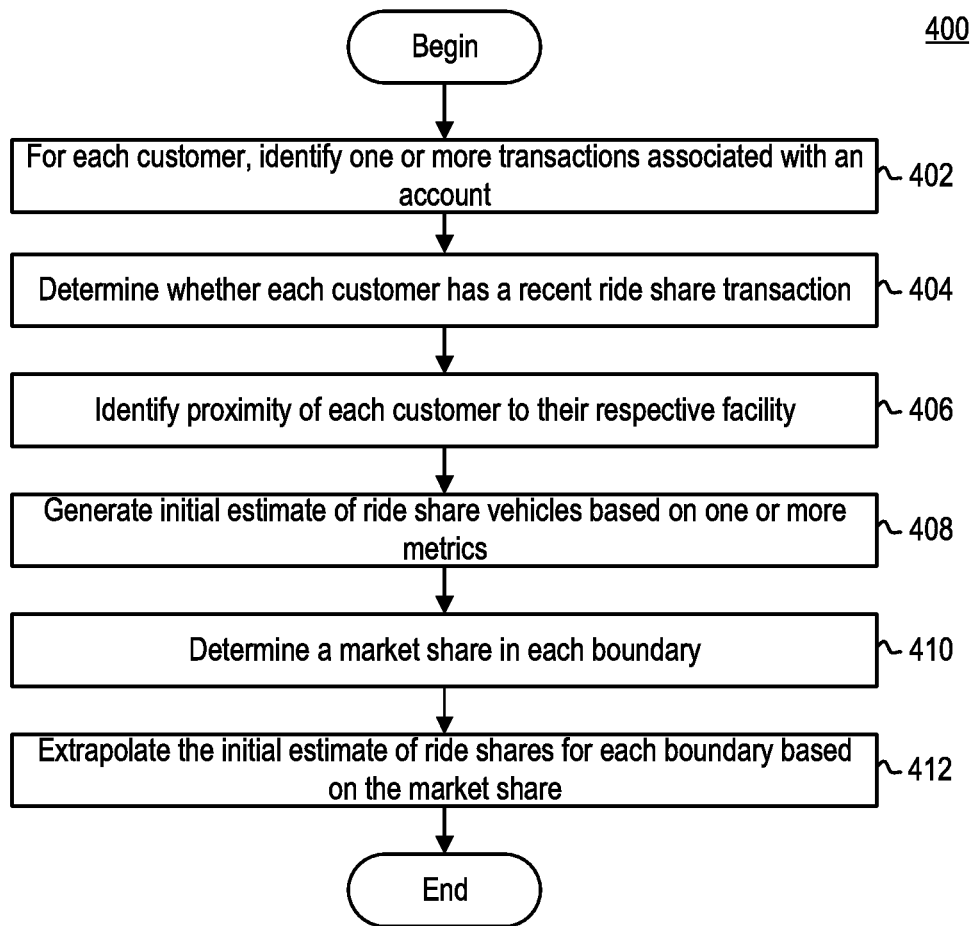 400
Begin
For each customer, identify one or more transactions associated with an
account
402
Determine whether each customer has a recent ride share transaction
404
Identify proximity of each customer to their respective facility
406
Generate initial estimate of ride share vehicles based on one or more
metrics
408
Determine a market share in each boundary
410
Extrapolate the initial estimate of ride shares for each boundary based
on the market share
412
End